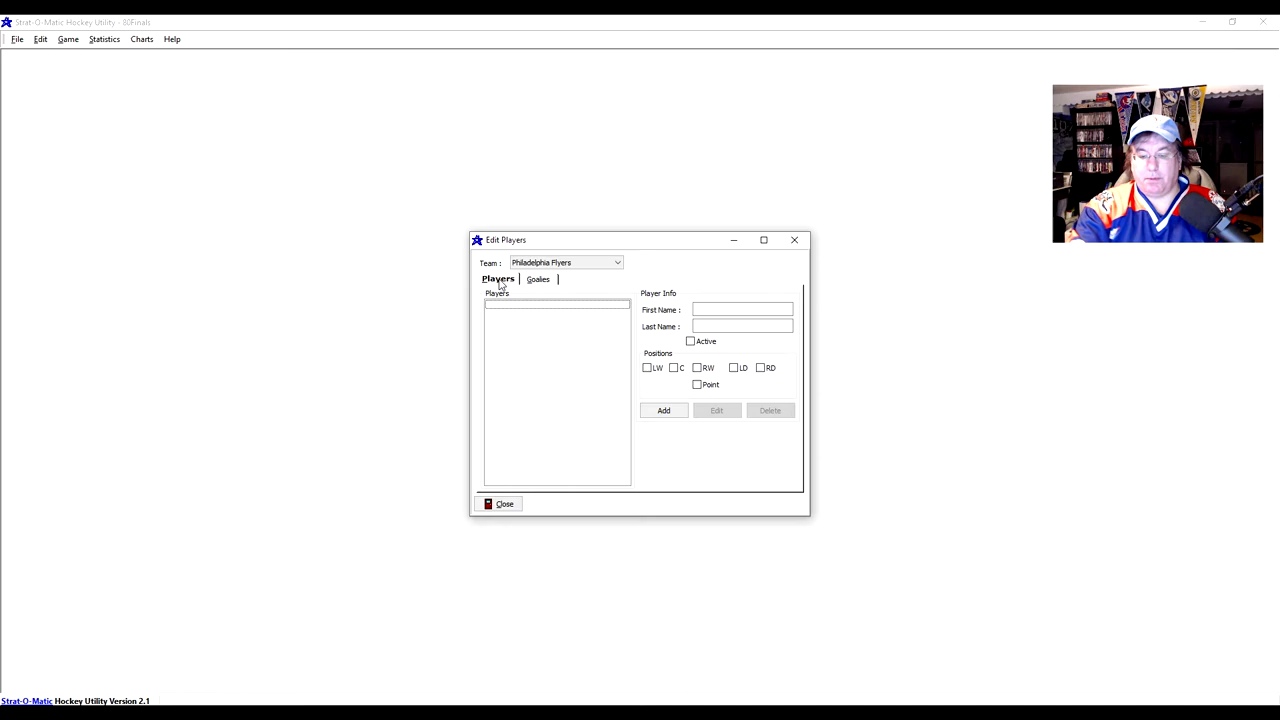 Strat-O-Matic Hockey Utility - 80Finals
File Edit Game Statistics Charts Help
Edit Players
Team : Philadelphia Flyers
Players Goalies
Players
Player Info
First Name :
Last Name :
Active
Positions
LW C RW LD RD
Point
Add Edit Delete
Close
Strat-O-Matic Hockey Utility Version 2.1